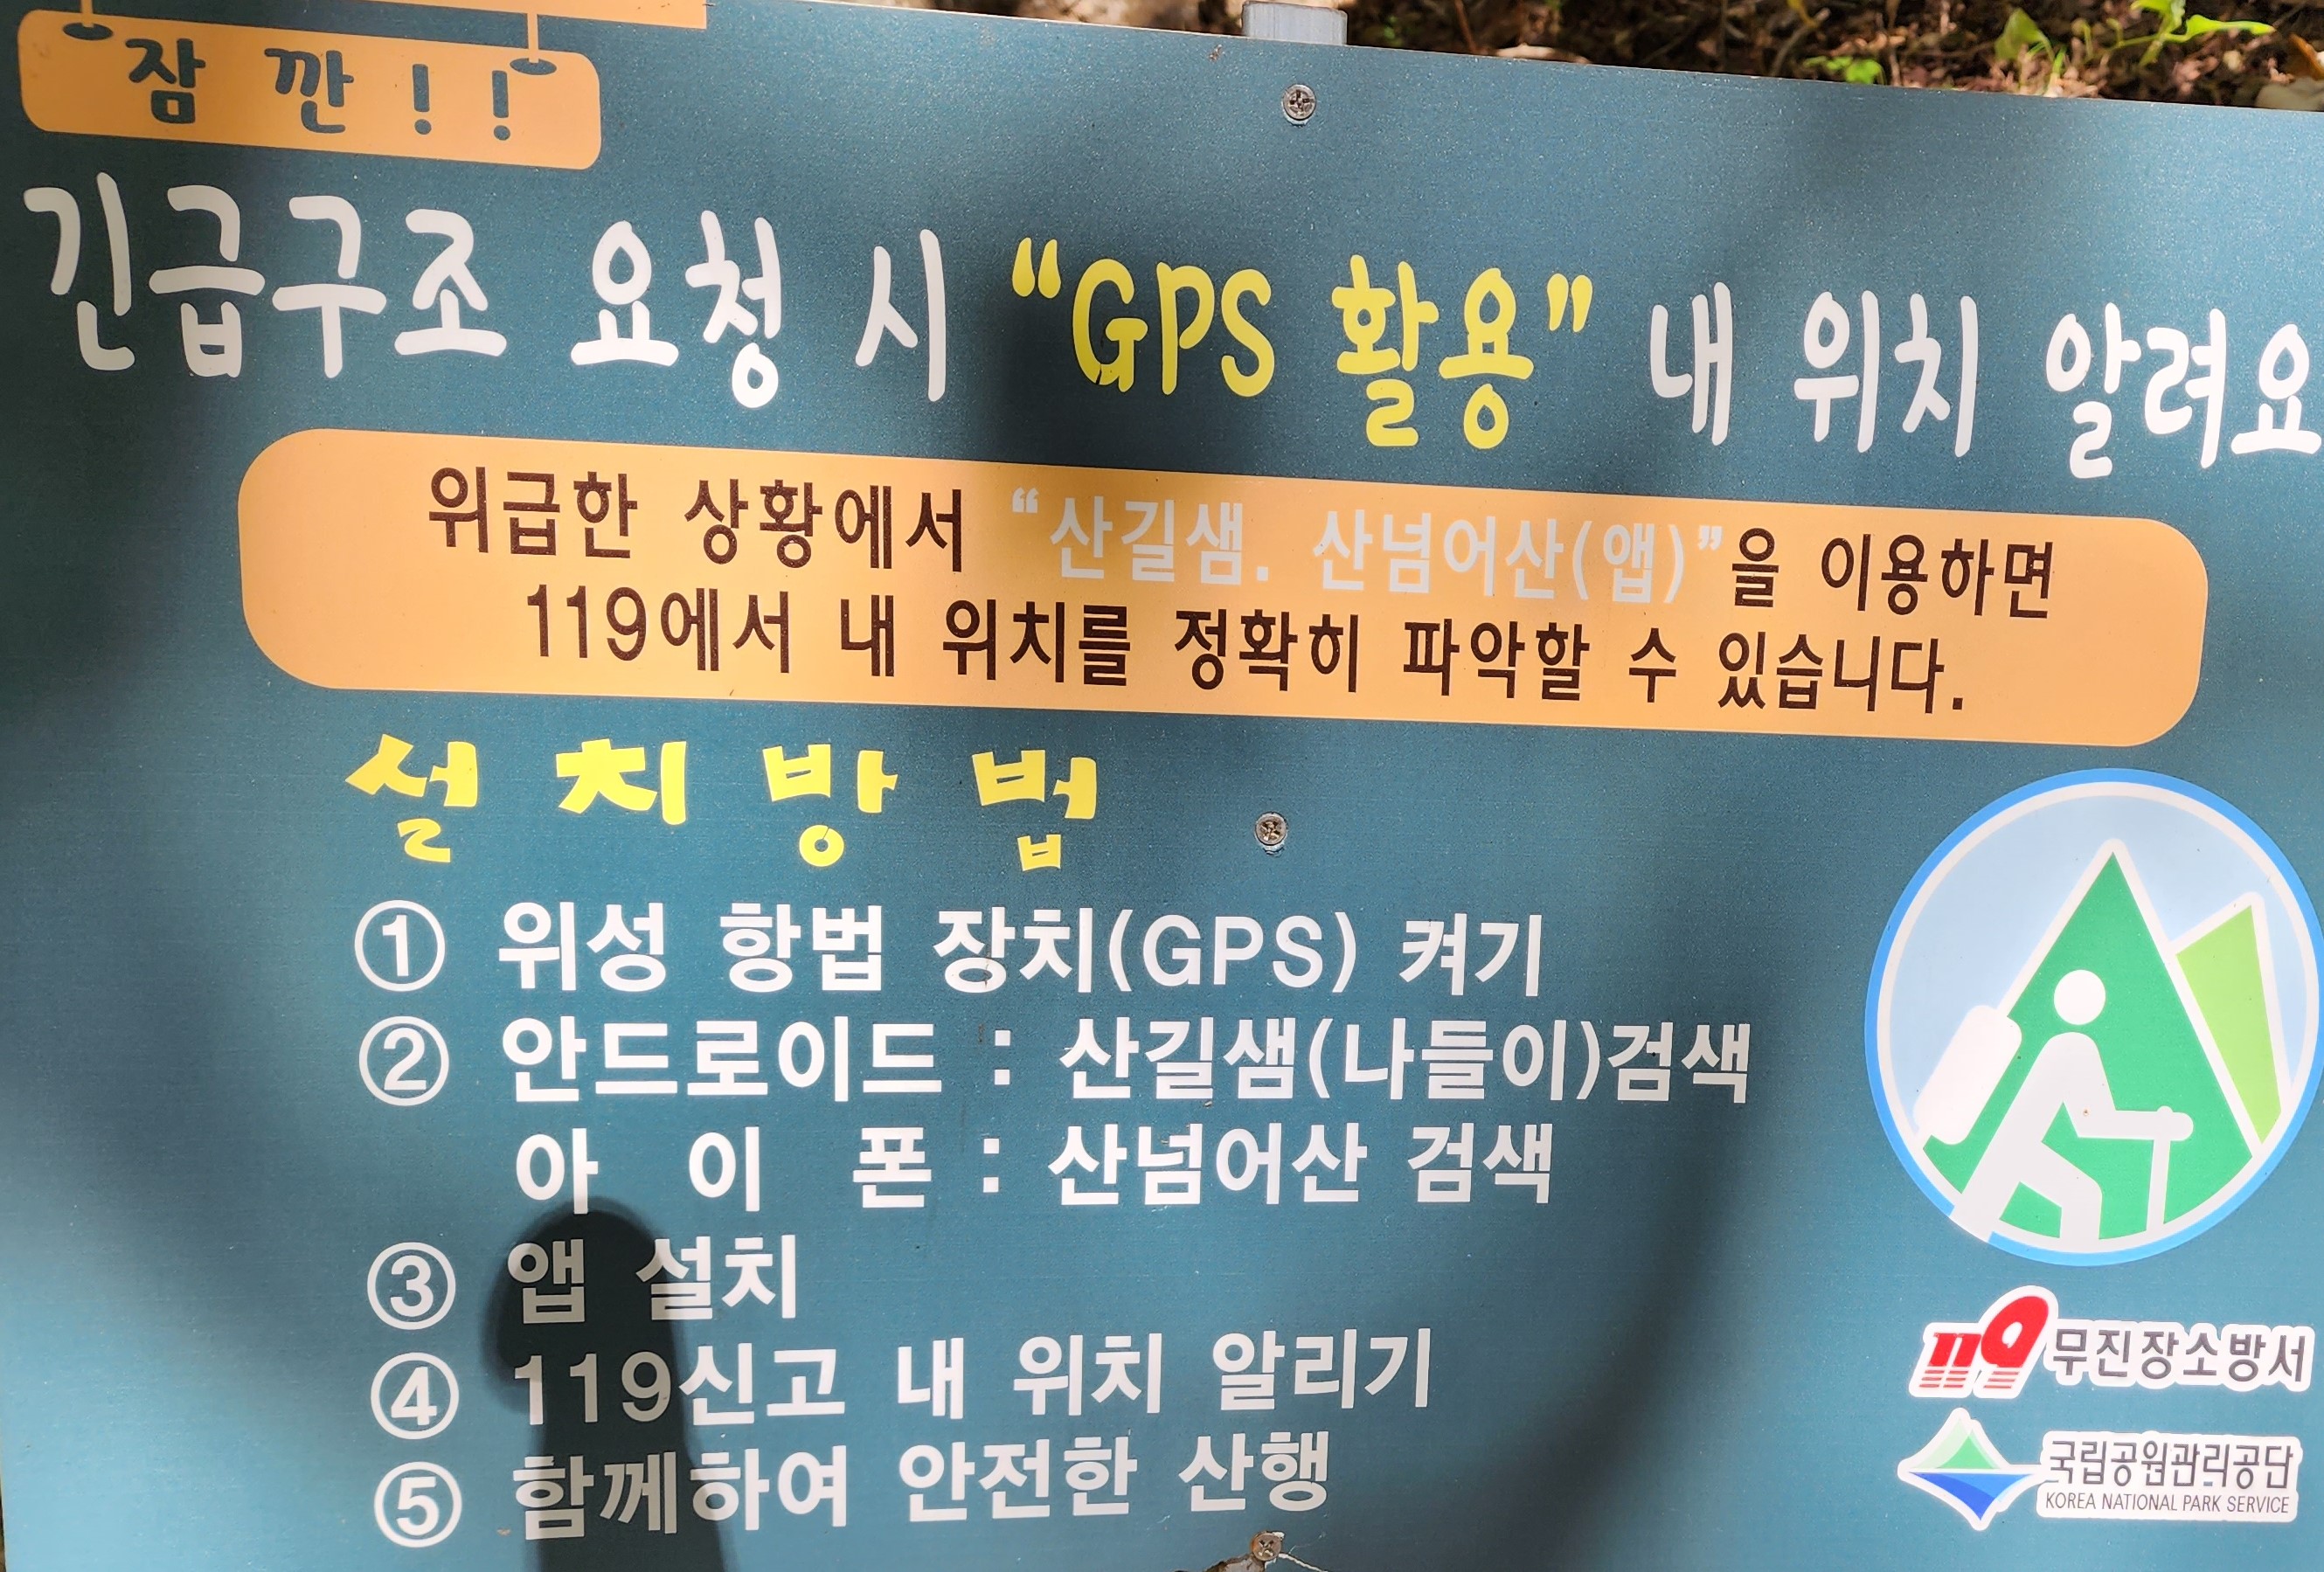 잠 깐 ! !
긴급구조 요청 시 “GPS 활용” 내 위치 알려요
위급한 상황에서 “산길샘. 산넘어산(앱)”을 이용하면
119에서 내 위치를 정확히 파악할 수 있습니다.
설 치 방 법
① 위성 항법 장치(GPS) 켜기
② 안드로이드 : 산길샘(나들이)검색
아 이 폰 : 산넘어산 검색
③ 앱 설치
④ 119신고 내 위치 알리기
⑤ 함께하여 안전한 산행
119 무진장소방서
국립공원관리공단
KOREA NATIONAL PARK SERVICE